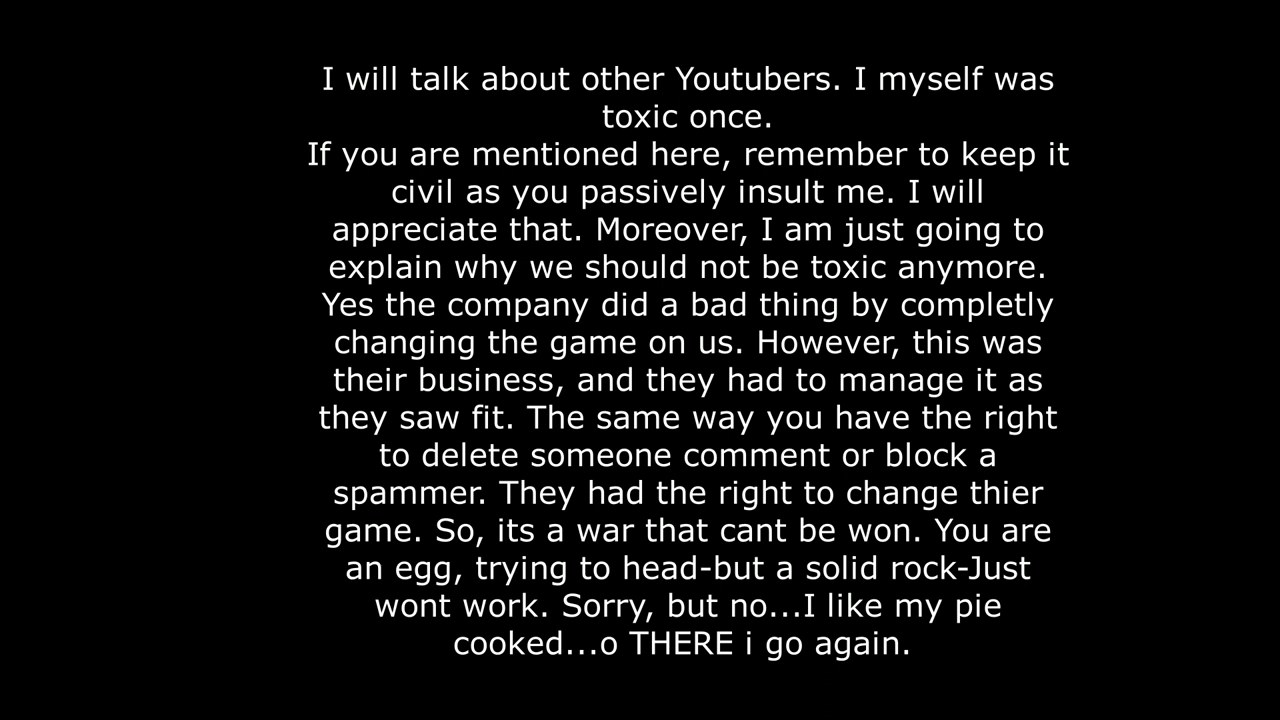 I will talk about other Youtubers. I myself was
toxic once.
If you are mentioned here, remember to keep it
civil as you passively insult me. I will
appreciate that. Moreover, I am just going to
explain why we should not be toxic anymore.
Yes the company did a bad thing by completly
changing the game on us. However, this was
their business, and they had to manage it as
they saw fit. The same way you have the right
to delete someone comment or block a
spammer. They had the right to change thier
game. So, its a war that cant be won. You are
an egg, trying to head-but a solid rock-Just
wont work. Sorry, but no...I like my pie
cooked...o THERE i go again.